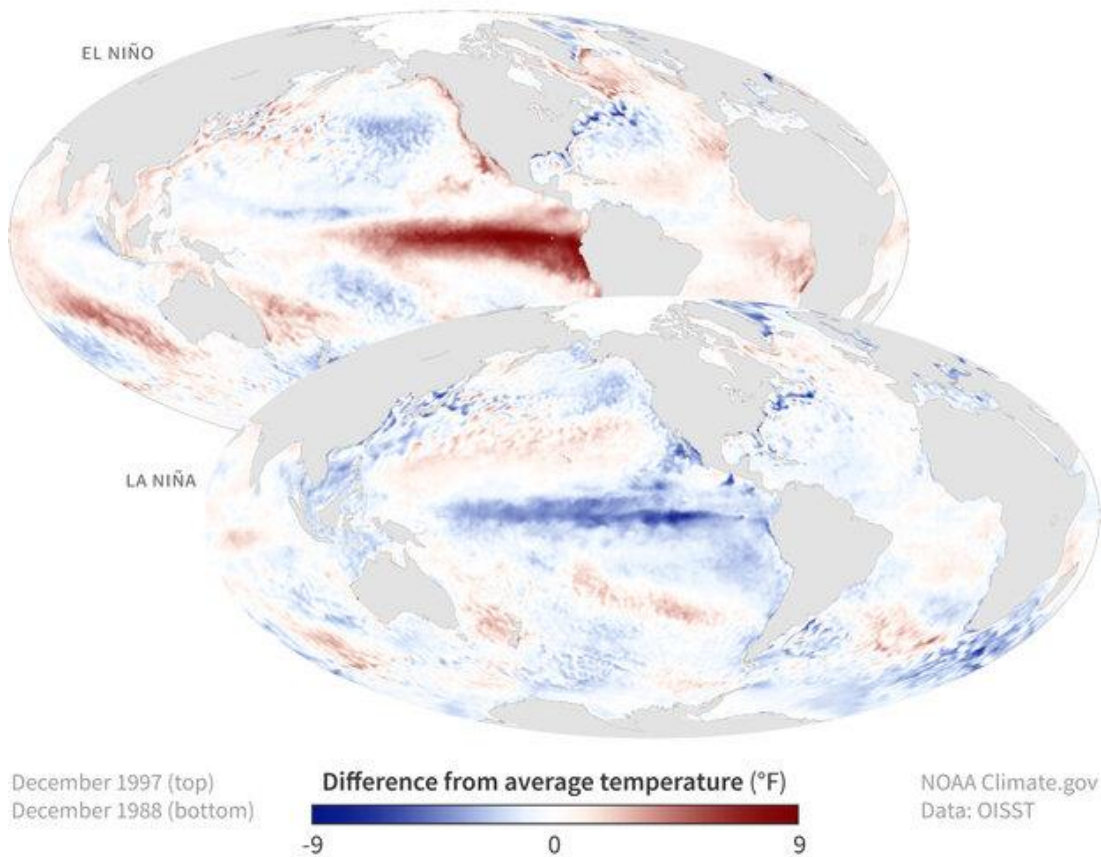 EL NIÑO
LA NIÑA
December 1997 (top)
December 1988 (bottom)
Difference from average temperature (°F)
-9
0
9
NOAA Climate.gov
Data: OISST